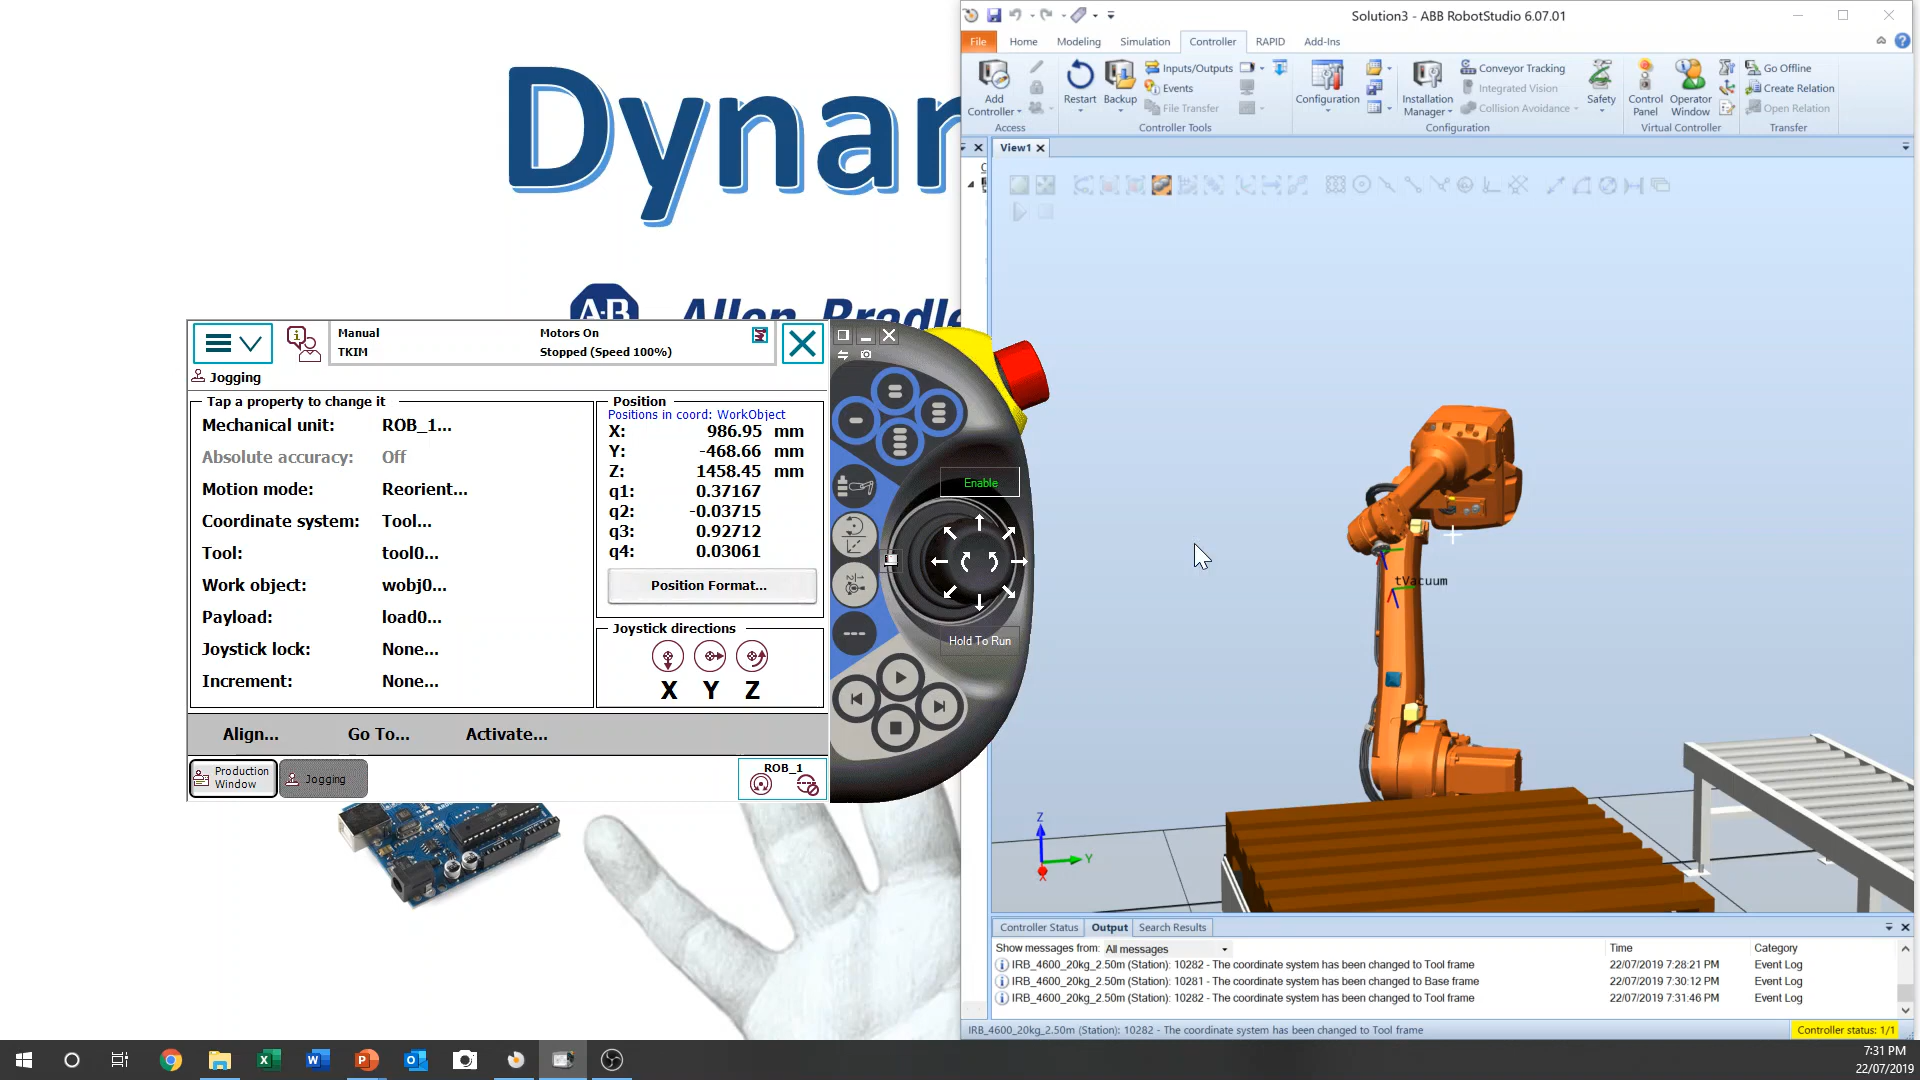 Dynam
Allen-Bradle
Manual
TKIM
Motors On
Stopped (Speed 100%)
Jogging
Tap a property to change it
Mechanical unit: ROB_1...
Absolute accuracy: Off
Motion mode: Reorient...
Coordinate system: Tool...
Tool: tool0...
Work object: wobj0...
Payload: load0...
Joystick lock: None...
Increment: None...
Position
Positions in coord: WorkObject
X: 986.95 mm
Y: -468.66 mm
Z: 1458.45 mm
q1: 0.37167
q2: -0.03715
q3: 0.92712
q4: 0.03061
Position Format...
Joystick directions
X Y Z
Align... Go To... Activate...
Production
Window
Jogging
ROB_1
Enable
Hold To Run
Solution3 - ABB RobotStudio 6.07.01
File Home Modeling Simulation Controller RAPID Add-Ins
Add
Controller
Access
Restart
Backup
Inputs/Outputs
Events
File Transfer
Controller Tools
Configuration
Installation
Manager
Conveyor Tracking
Integrated Vision
Collision Avoidance
Safety
Configuration
Control
Panel
Operator
Window
Virtual Controller
Go Offline
Create Relation
Open Relation
Transfer
View1
tVacuum
Z
Y
X
Controller Status Output Search Results
Show messages from: All messages Time Category
IRB_4600_20kg_2.50m (Station): 10282 - The coordinate system has been changed to Tool frame 22/07/2019 7:28:21 PM Event Log
IRB_4600_20kg_2.50m (Station): 10281 - The coordinate system has been changed to Base frame 22/07/2019 7:30:12 PM Event Log
IRB_4600_20kg_2.50m (Station): 10282 - The coordinate system has been changed to Tool frame 22/07/2019 7:31:46 PM Event Log
IRB_4600_20kg_2.50m (Station): 10282 - The coordinate system has been changed to Tool frame
Controller status: 1/1
7:31 PM
22/07/2019